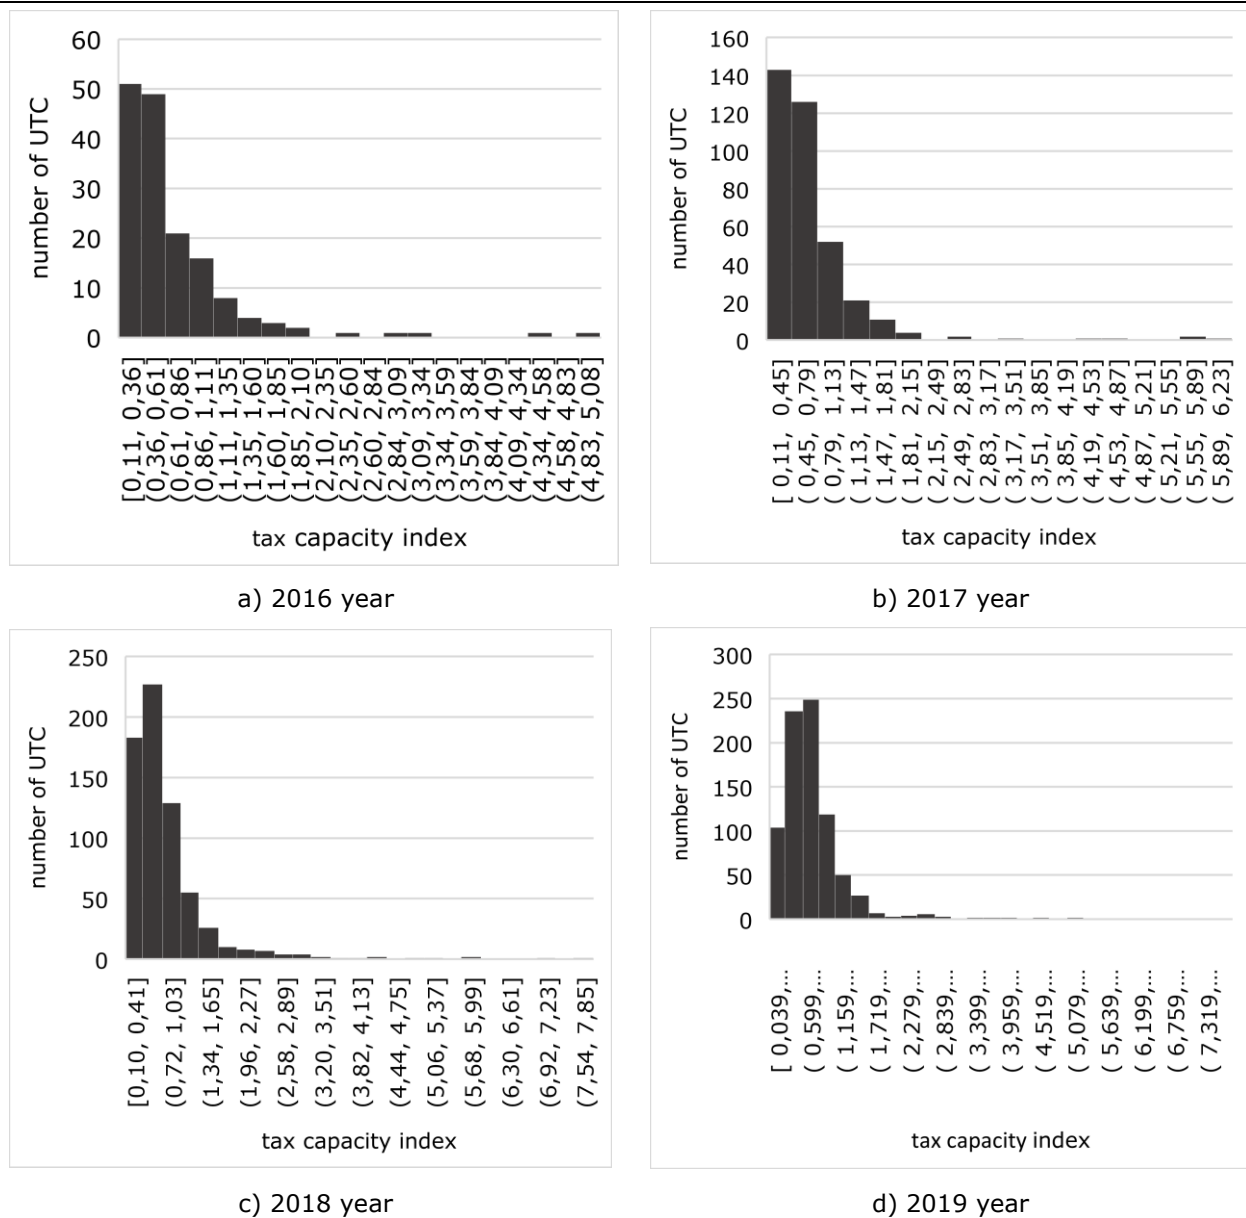 60
50
40
30
20
10
0
number of UTC
[0,11, 0,36]
(0,36, 0,61]
(0,61, 0,86]
(0,86, 1,11]
(1,11, 1,35]
(1,35, 1,60]
(1,60, 1,85]
(1,85, 2,10]
(2,10, 2,35]
(2,35, 2,60]
(2,60, 2,84]
(2,84, 3,09]
(3,09, 3,34]
(3,34, 3,59]
(3,59, 3,84]
(3,84, 4,09]
(4,09, 4,34]
(4,34, 4,58]
(4,58, 4,83]
(4,83, 5,08]
tax capacity index
a) 2016 year
160
140
120
100
80
60
40
20
0
number of UTC
[ 0,11, 0,45]
( 0,45, 0,79]
( 0,79, 1,13]
( 1,13, 1,47]
( 1,47, 1,81]
( 1,81, 2,15]
( 2,15, 2,49]
( 2,49, 2,83]
( 2,83, 3,17]
( 3,17, 3,51]
( 3,51, 3,85]
( 3,85, 4,19]
( 4,19, 4,53]
( 4,53, 4,87]
( 4,87, 5,21]
( 5,21, 5,55]
( 5,55, 5,89]
( 5,89, 6,23]
tax capacity index
b) 2017 year
250
200
150
100
50
0
number of UTC
[0,10, 0,41]
(0,72, 1,03]
(1,34, 1,65]
(1,96, 2,27]
(2,58, 2,89]
(3,20, 3,51]
(3,82, 4,13]
(4,44, 4,75]
(5,06, 5,37]
(5,68, 5,99]
(6,30, 6,61]
(6,92, 7,23]
(7,54, 7,85]
tax capacity index
c) 2018 year
300
250
200
150
100
50
0
number of UTC
[ 0,039,...
( 0,599,...
( 1,159,...
( 1,719,...
( 2,279,...
( 2,839,...
( 3,399,...
( 3,959,...
( 4,519,...
( 5,079,...
( 5,639,...
( 6,199,...
( 6,759,...
( 7,319,...
tax capacity index
d) 2019 year